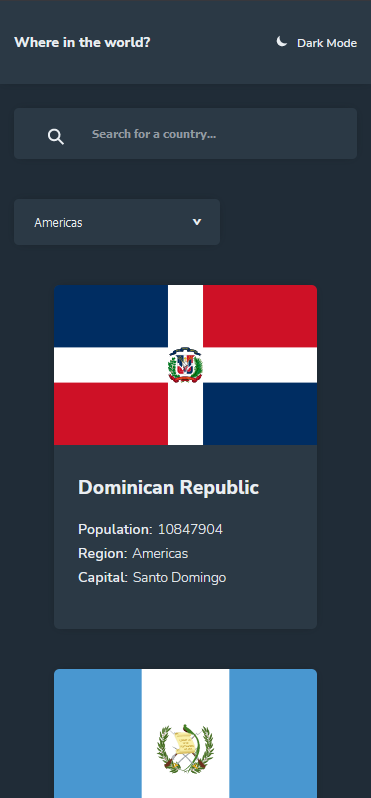 Where in the world?
Dark Mode
Search for a country...
Americas
Dominican Republic
Population: 10847904
Region: Americas
Capital: Santo Domingo